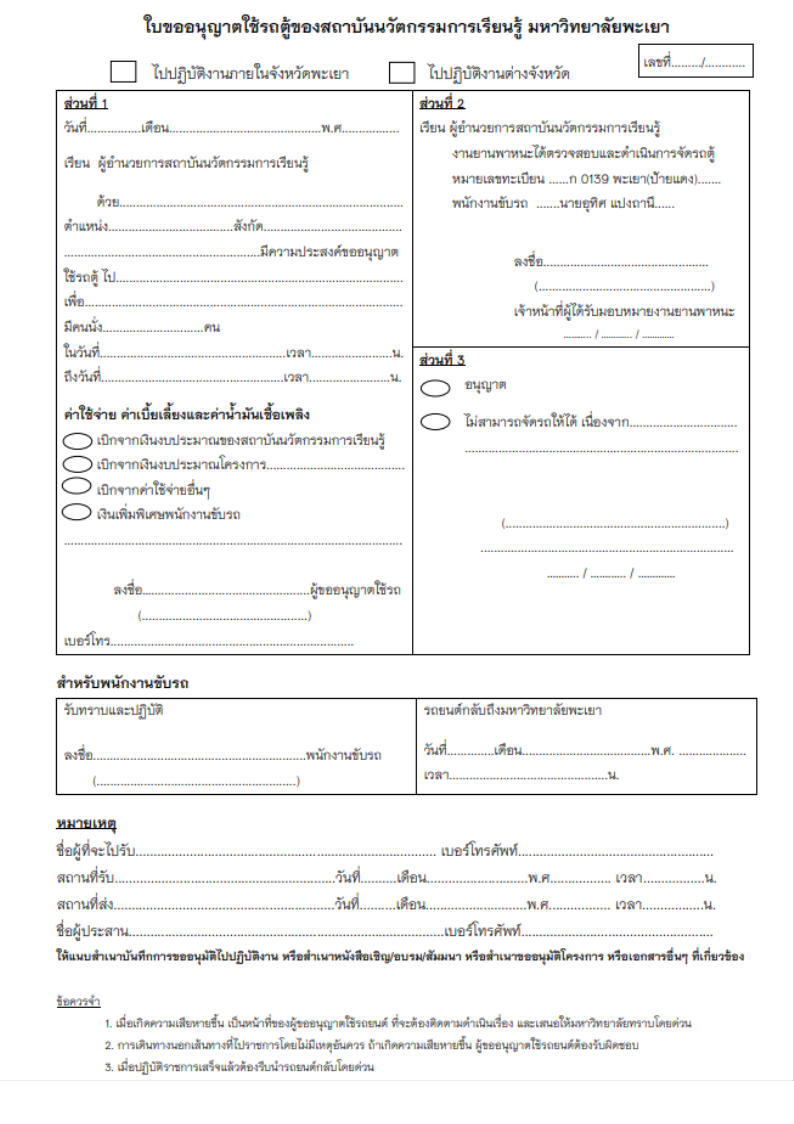 ใบขออนุญาตใช้รถตู้ของสถาบันนวัตกรรมการเรียนรู้ มหาวิทยาลัยพะเยา
เลขที่........./............
ไปปฏิบัติงานภายในจังหวัดพะเยา
ไปปฏิบัติงานต่างจังหวัด
ส่วนที่ 1
วันที่................เดือน..............................................พ.ศ.................
เรียน ผู้อำนวยการสถาบันนวัตกรรมการเรียนรู้
ด้วย.....................................................................................
ตำแหน่ง......................................สังกัด..........................................
...........................................................มีความประสงค์ขออนุญาต
ใช้รถตู้ ไป......................................................................................
เพื่อ................................................................................................
มีคนนั่ง..............................คน
ในวันที่.......................................................เวลา........................น.
ถึงวันที่.......................................................เวลา........................น.
ค่าใช้จ่าย ค่าเบี้ยเลี้ยงและค่าน้ำมันเชื้อเพลิง
เบิกจากเงินงบประมาณของสถาบันนวัตกรรมการเรียนรู้
เบิกจากเงินงบประมาณโครงการ..........................................
เบิกจากค่าใช้จ่ายอื่นๆ
เงินเพิ่มพิเศษพนักงานขับรถ
......................................................................................................
ลงชื่อ..................................................ผู้ขออนุญาตใช้รถ
(..................................................)
เบอร์โทร.........................................................................
ส่วนที่ 2
เรียน ผู้อำนวยการสถาบันนวัตกรรมการเรียนรู้
งานยานพาหนะได้ตรวจสอบและดำเนินการจัดรถตู้
หมายเลขทะเบียน ......ก 0139 พะเยา(ป้ายแดง).......
พนักงานขับรถ .......นายอุทิศ แปงถานี......
ลงชื่อ.................................................
(...................................................)
เจ้าหน้าที่ผู้ได้รับมอบหมายงานยานพาหนะ
.......... / ........... / ............
ส่วนที่ 3
อนุญาต
ไม่สามารถจัดรถให้ได้ เนื่องจาก................................
..................................................................................
(..................................................................)
............................................................................
.......... / ........... / ............
สำหรับพนักงานขับรถ
รับทราบและปฏิบัติ
ลงชื่อ................................................................พนักงานขับรถ
(............................................................)
รถยนต์กลับถึงมหาวิทยาลัยพะเยา
วันที่..............เดือน......................................พ.ศ. ....................
เวลา...............................................น.
หมายเหตุ
ชื่อผู้ที่จะไปรับ.......................................................................................... เบอร์โทรศัพท์..........................................................
สถานที่รับ..................................................................วันที่...........เดือน..............................พ.ศ.................. เวลา..................น.
สถานที่ส่ง..................................................................วันที่...........เดือน..............................พ.ศ.................. เวลา..................น.
ชื่อผู้ประสาน..............................................................................................เบอร์โทรศัพท์.........................................................
ให้แนบสำเนาบันทึกการขออนุมัติไปปฏิบัติงาน หรือสำเนาหนังสือเชิญ/อบรม/สัมมนา หรือสำเนาขออนุมัติโครงการ หรือเอกสารอื่นๆ ที่เกี่ยวข้อง
ข้อควรจำ
1. เมื่อเกิดความเสียหายขึ้น เป็นหน้าที่ของผู้ขออนุญาตใช้รถยนต์ ที่จะต้องติดตามดำเนินเรื่อง และเสนอให้มหาวิทยาลัยทราบโดยด่วน
2. การเดินทางนอกเส้นทางที่ไปราชการโดยไม่มีเหตุอันควร ถ้าเกิดความเสียหายขึ้น ผู้ขออนุญาตใช้รถยนต์ต้องรับผิดชอบ
3. เมื่อปฏิบัติราชการเสร็จแล้วต้องรีบนำรถยนต์กลับโดยด่วน